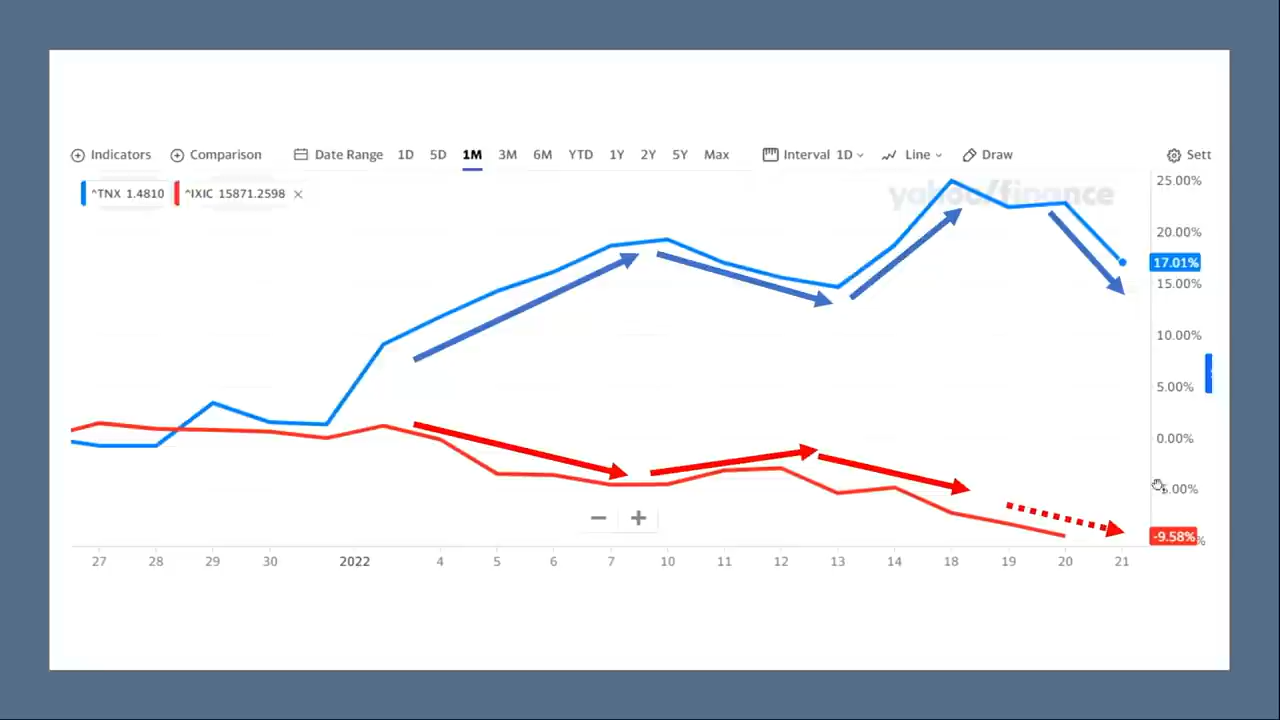 Indicators Comparison Date Range 1D 5D 1M 3M 6M YTD 1Y 2Y 5Y Max Interval 1D Line Draw Sett
^TNX 1.4810 ^IXIC 15871.2598 ×
yahoo/finance
25.00%
20.00%
17.01%
15.00%
10.00%
5.00%
0.00%
5.00%
-9.58% %
− +
27 28 29 30 2022 4 5 6 7 10 11 12 13 14 18 19 20 21